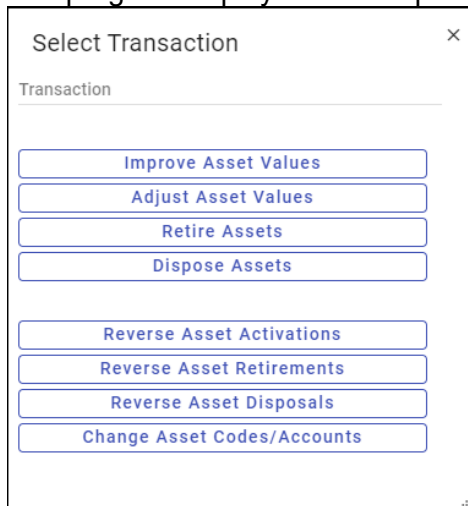 Select Transaction
Transaction
Improve Asset Values
Adjust Asset Values
Retire Assets
Dispose Assets
Reverse Asset Activations
Reverse Asset Retirements
Reverse Asset Disposals
Change Asset Codes/Accounts